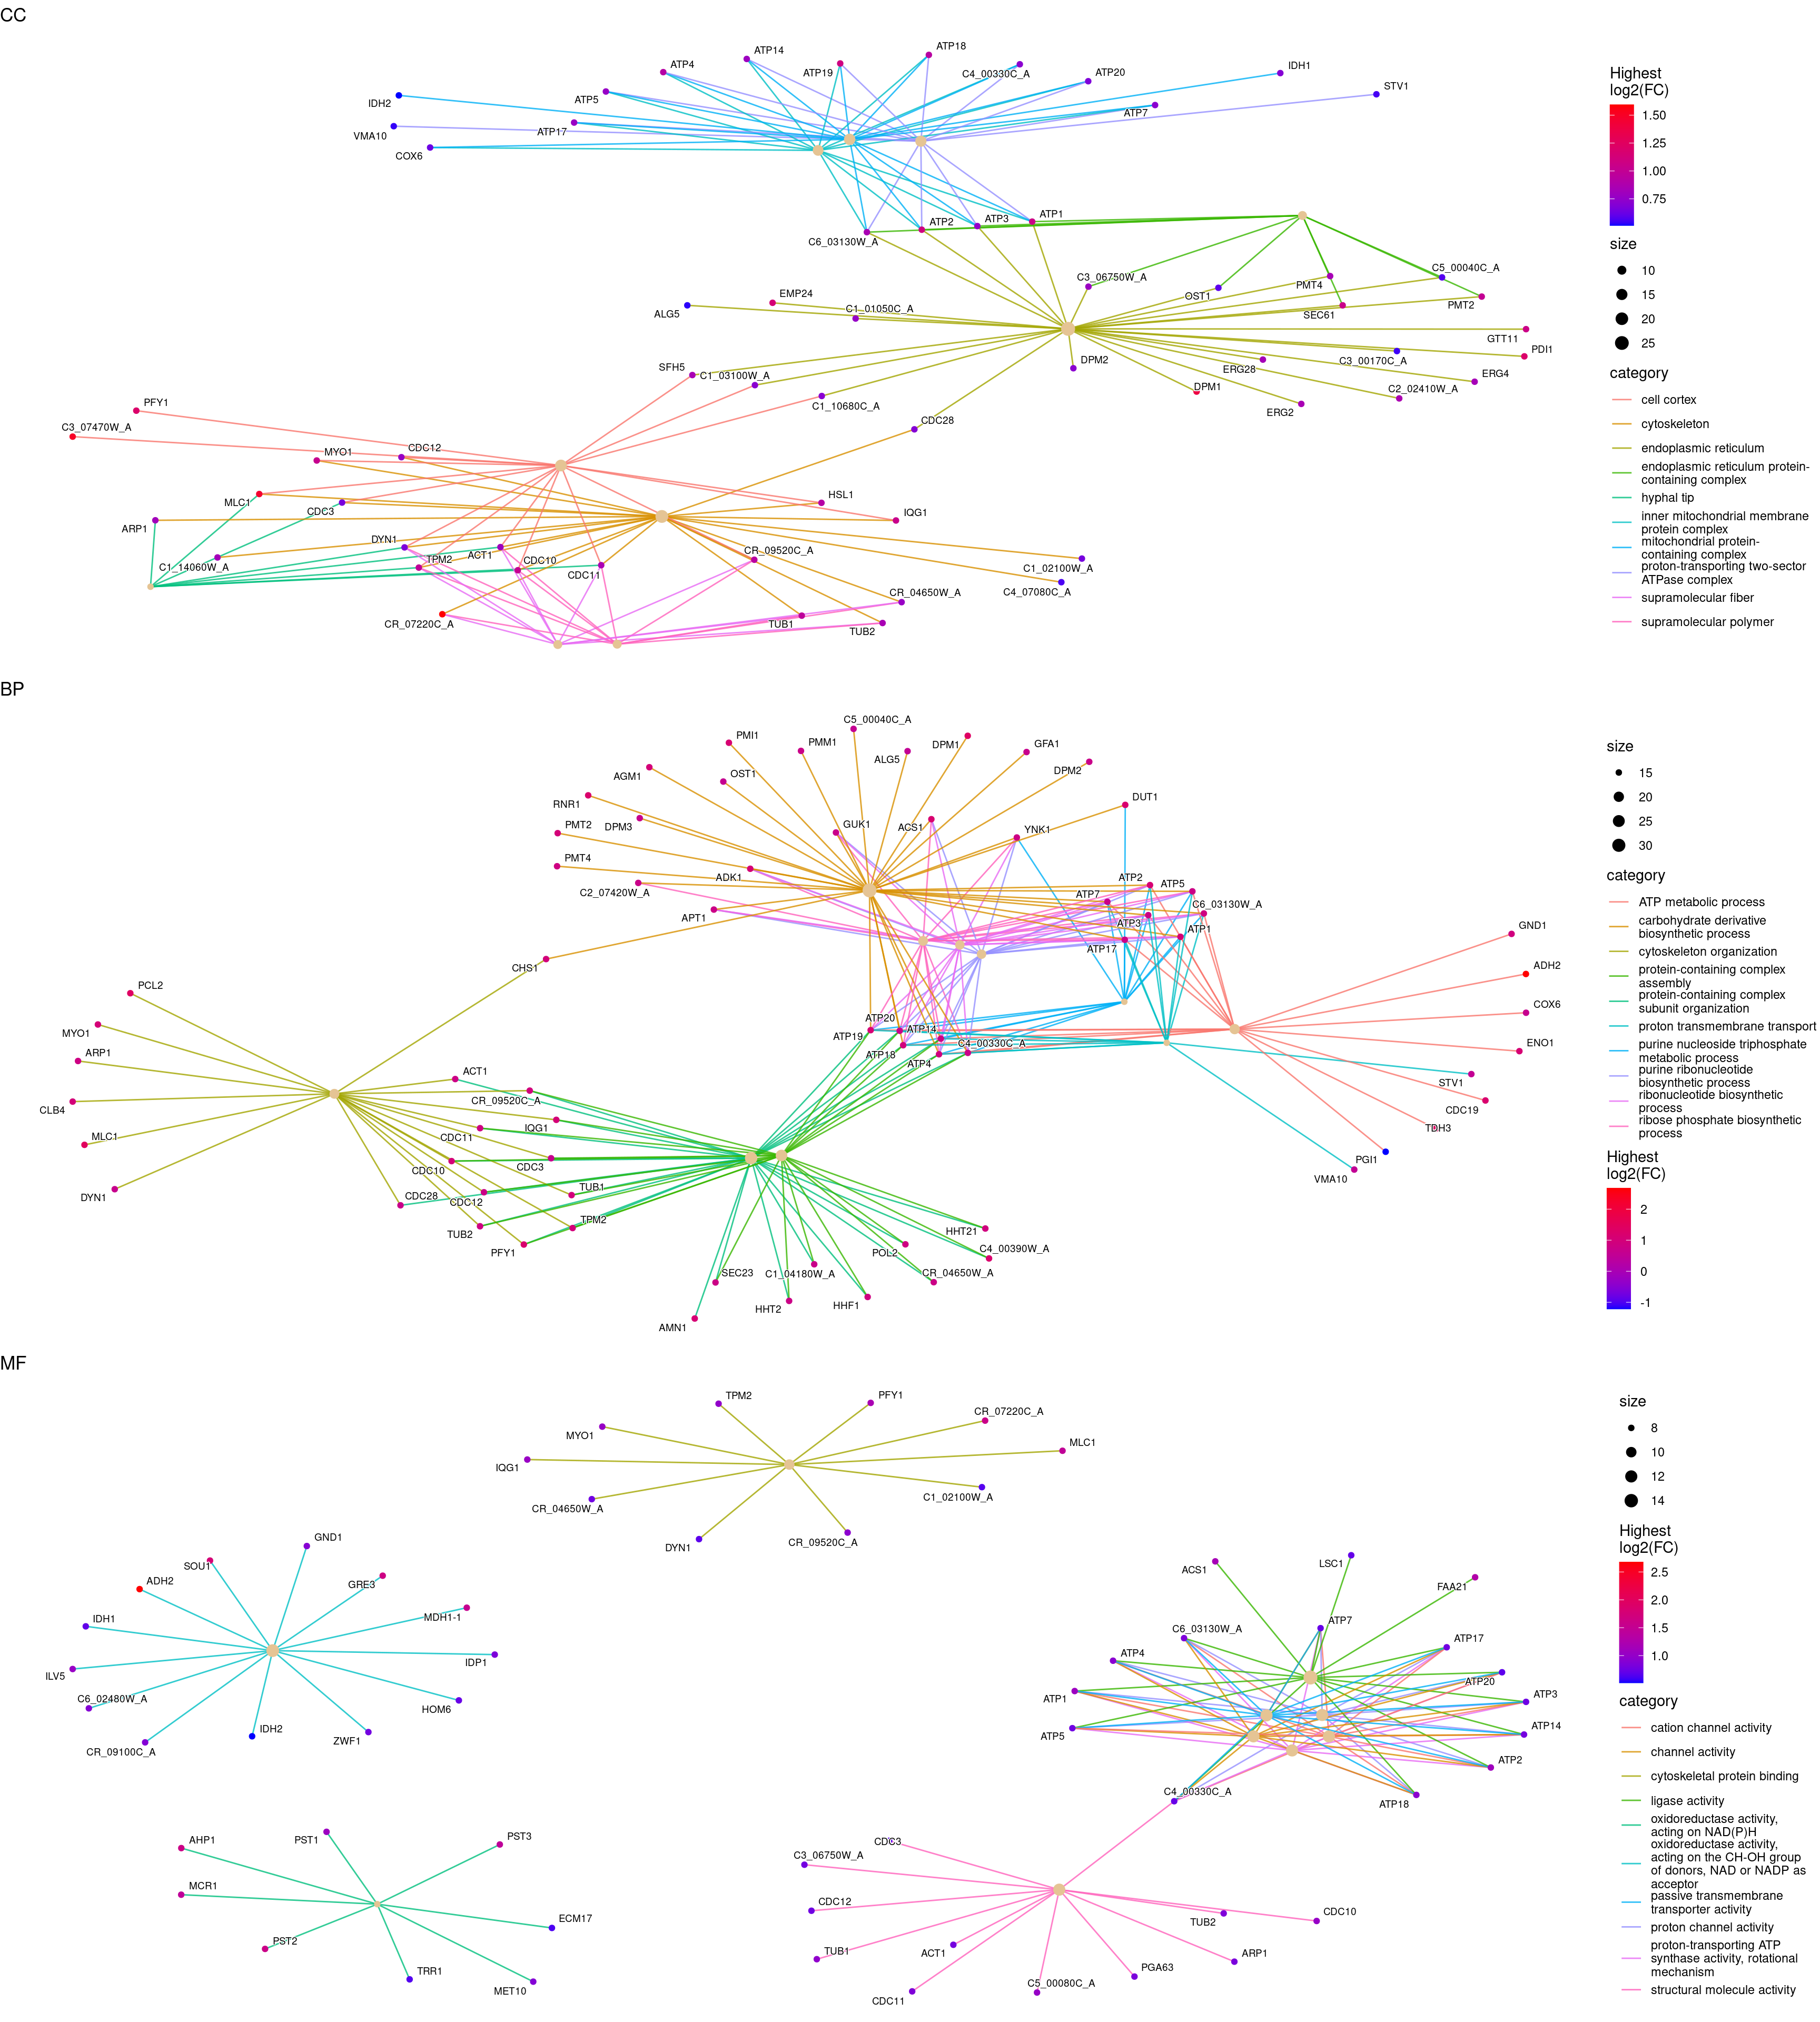 CC
ATP14
ATP18
ATP4
ATP19
C4_00330C_A
ATP20
IDH1
STV1
IDH2
ATP5
ATP7
VMA10
ATP17
COX6
ATP2
ATP3
ATP1
C6_03130W_A
C3_06750W_A
C5_00040C_A
OST1
PMT4
PMT2
EMP24
ALG5
C1_01050C_A
SEC61
GTT11
PDI1
SFH5
C1_03100W_A
DPM2
ERG28
C3_00170C_A
ERG4
DPM1
C2_02410W_A
PFY1
C1_10680C_A
ERG2
C3_07470W_A
CDC28
MYO1
CDC12
MLC1
CDC3
HSL1
IQG1
ARP1
DYN1
TPM2
ACT1
CDC10
CDC11
CR_09520C_A
C1_14060W_A
C1_02100W_A
C4_07080C_A
CR_04650W_A
CR_07220C_A
TUB1
TUB2
Highest
log2(FC)
1.50
1.25
1.00
0.75
size
10
15
20
25
category
cell cortex
cytoskeleton
endoplasmic reticulum
endoplasmic reticulum protein-
containing complex
hyphal tip
inner mitochondrial membrane
protein complex
mitochondrial protein-
containing complex
proton-transporting two-sector
ATPase complex
supramolecular fiber
supramolecular polymer
BP
C5_00040C_A
PMI1
PMM1
ALG5
DPM1
GFA1
DPM2
AGM1
OST1
RNR1
DPM3
DUT1
PMT2
GUK1
ACS1
YNK1
PMT4
ADK1
C2_07420W_A
ATP2
ATP5
ATP7
C6_03130W_A
APT1
ATP3
ATP1
ATP17
GND1
CHS1
ADH2
PCL2
ATP20
ATP19
ATP14
C4_00330C_A
ATP18
ATP4
COX6
MYO1
ENO1
ARP1
ACT1
STV1
CLB4
CR_09520C_A
CDC19
MLC1
CDC11
IQG1
TDH3
CDC10
CDC3
PGI1
VMA10
DYN1
CDC28
CDC12
TUB1
TUB2
TPM2
PFY1
HHT21
POL2
C4_00390W_A
SEC23
C1_04180W_A
CR_04650W_A
HHT2
HHF1
AMN1
size
15
20
25
30
category
ATP metabolic process
carbohydrate derivative
biosynthetic process
cytoskeleton organization
protein-containing complex
assembly
protein-containing complex
subunit organization
proton transmembrane transport
purine nucleoside triphosphate
metabolic process
purine ribonucleotide
biosynthetic process
ribonucleotide biosynthetic
process
ribose phosphate biosynthetic
process
Highest
log2(FC)
2
1
0
-1
MF
TPM2
PFY1
CR_07220C_A
MYO1
MLC1
IQG1
CR_04650W_A
C1_02100W_A
DYN1
CR_09520C_A
GND1
SOU1
ADH2
GRE3
IDH1
MDH1-1
ILV5
IDP1
C6_02480W_A
HOM6
IDH2
ZWF1
CR_09100C_A
ACS1
LSC1
FAA21
ATP7
C6_03130W_A
ATP17
ATP4
ATP20
ATP1
ATP3
ATP5
ATP14
ATP2
C4_00330C_A
ATP18
AHP1
PST1
PST3
MCR1
ECM17
PST2
TRR1
MET10
CDC3
C3_06750W_A
CDC12
CDC10
TUB2
TUB1
ACT1
ARP1
PGA63
C5_00080C_A
CDC11
size
8
10
12
14
Highest
log2(FC)
2.5
2.0
1.5
1.0
category
cation channel activity
channel activity
cytoskeletal protein binding
ligase activity
oxidoreductase activity,
acting on NAD(P)H
oxidoreductase activity,
acting on the CH-OH group
of donors, NAD or NADP as
acceptor
passive transmembrane
transporter activity
proton channel activity
proton-transporting ATP
synthase activity, rotational
mechanism
structural molecule activity